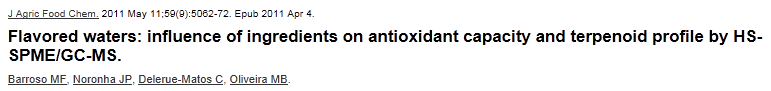 J Agric Food Chem. 2011 May 11;59(9):5062-72. Epub 2011 Apr 4.
Flavored waters: influence of ingredients on antioxidant capacity and terpenoid profile by HS-
SPME/GC-MS.
Barroso MF, Noronha JP, Delerue-Matos C, Oliveira MB.